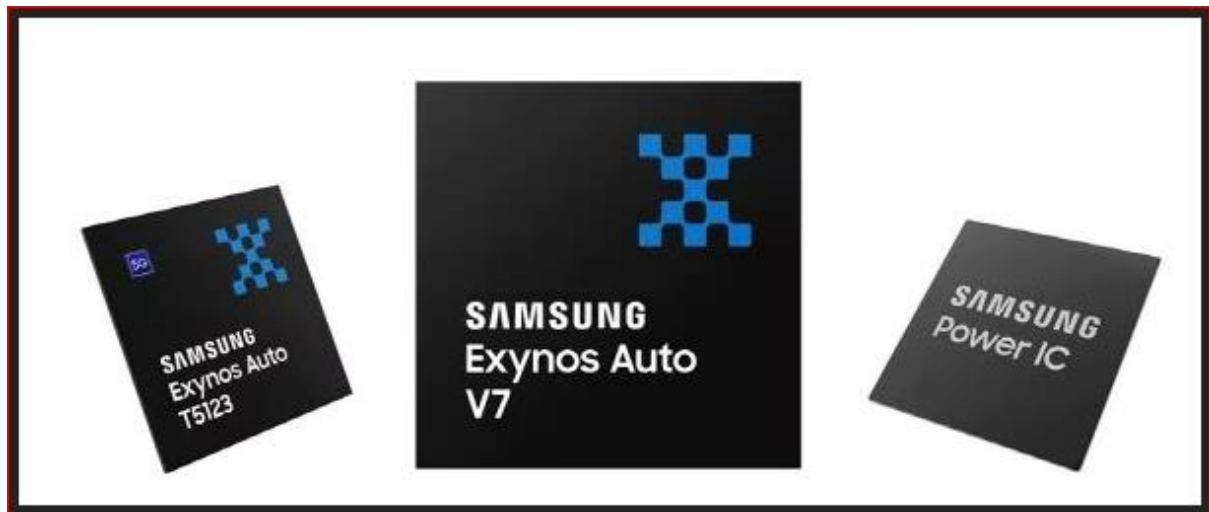 5G
SAMSUNG
Exynos Auto
T5123
SAMSUNG
Exynos Auto
V7
SAMSUNG
Power IC